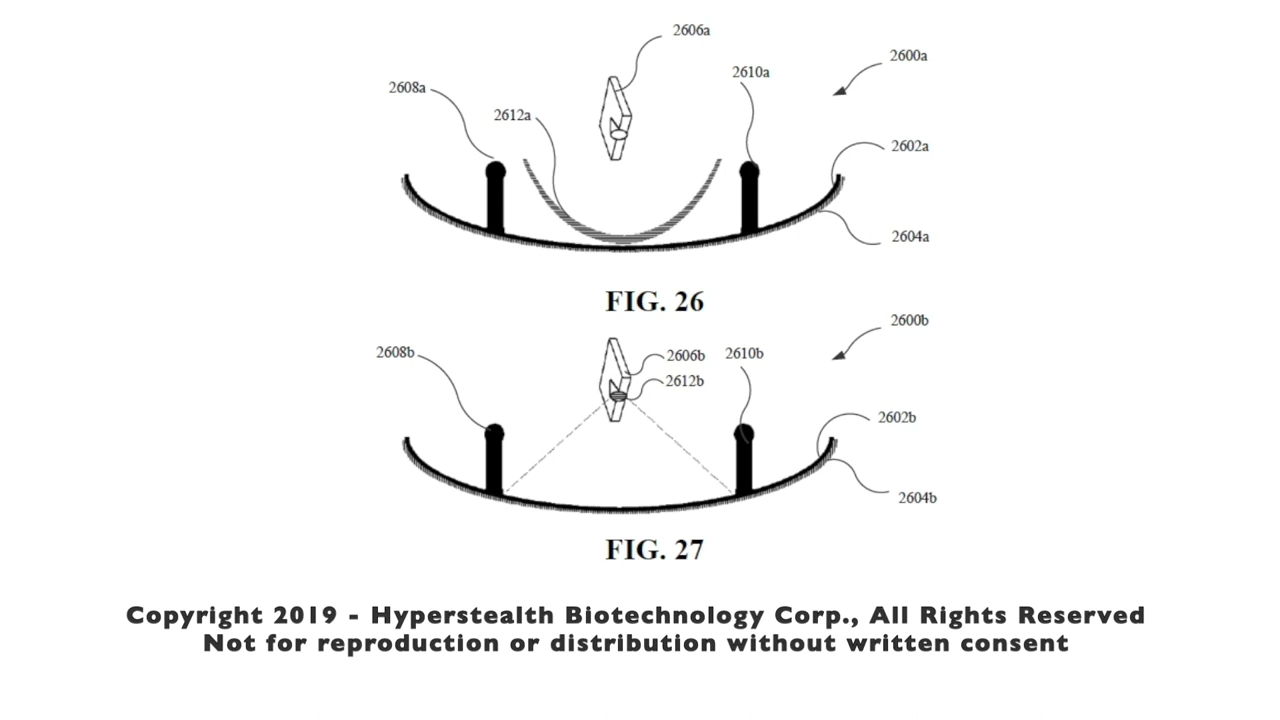 2606a
2600a
2610a
2608a
2612a
2602a
2604a
FIG. 26
2600b
2608b
2606b
2610b
2612b
2602b
2604b
FIG. 27
Copyright 2019 - Hyperstealth Biotechnology Corp., All Rights Reserved
Not for reproduction or distribution without written consent